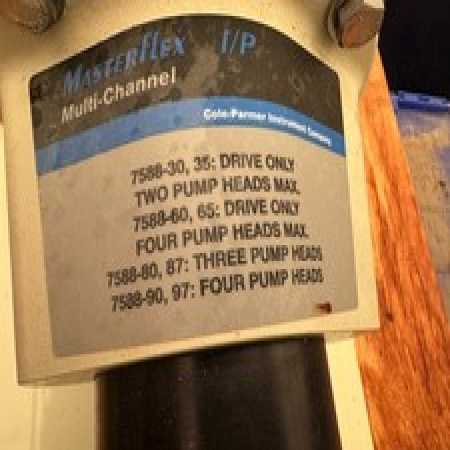 MASTERFLEX I/P
Multi-Channel
Cole-Parmer Instrument Company
7588-30, 35: DRIVE ONLY
TWO PUMP HEADS MAX.
7588-60, 65: DRIVE ONLY
FOUR PUMP HEADS MAX.
7588-80, 87: THREE PUMP HEADS
7588-90, 97: FOUR PUMP HEADS